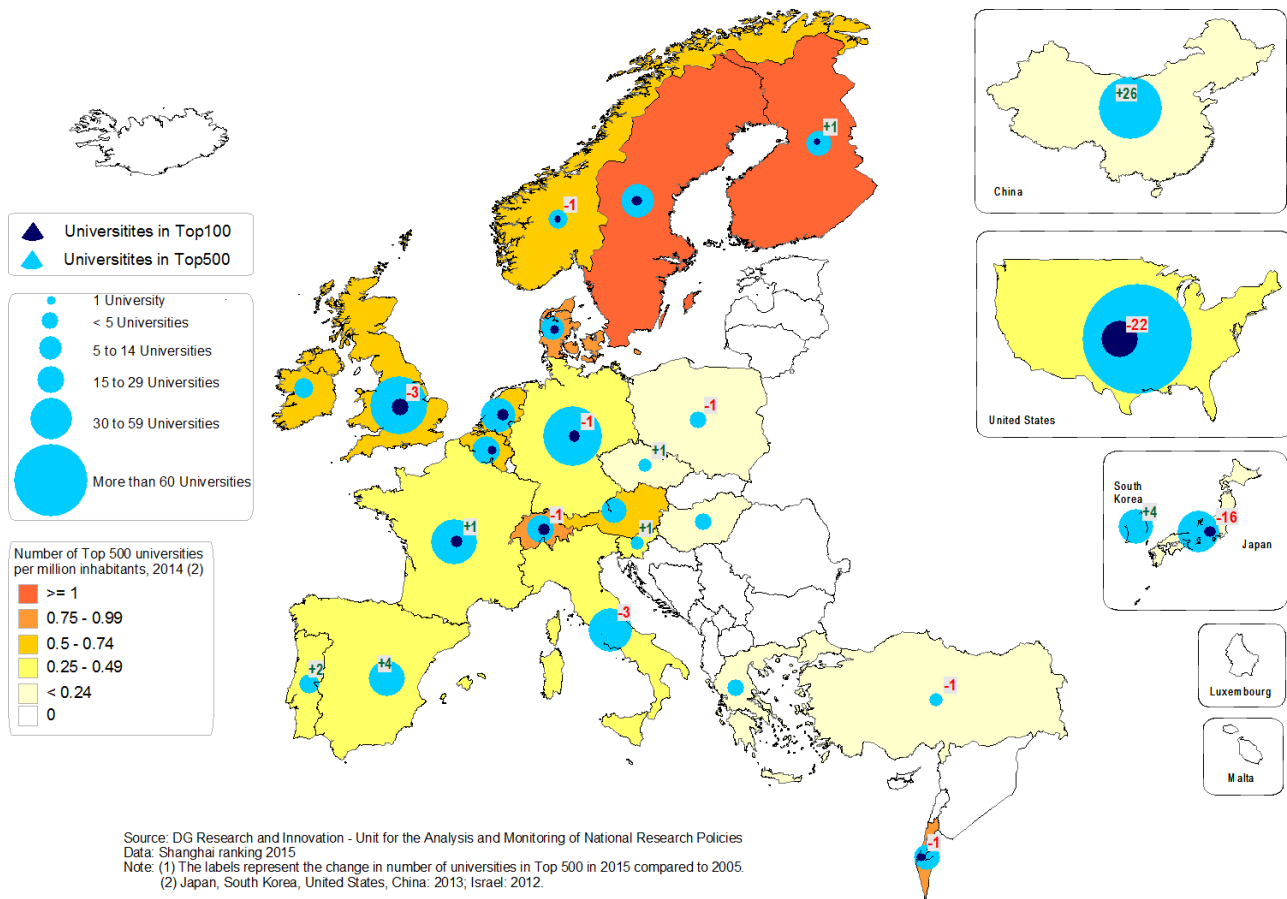 Universitites in Top100
Universitites in Top500
1 University
< 5 Universities
5 to 14 Universities
15 to 29 Universities
30 to 59 Universities
More than 60 Universities
Number of Top 500 universities
per million inhabitants, 2014 (2)
>= 1
0.75 - 0.99
0.5 - 0.74
0.25 - 0.49
< 0.24
0
+1
-1
-3
-1
-1
+1
+1
-1
+1
-3
+2
+4
-1
-1
+26
China
-22
United States
South
Korea
+4
-16
Japan
Luxembourg
Malta
Source: DG Research and Innovation - Unit for the Analysis and Monitoring of National Research Policies
Data: Shanghai ranking 2015
Note: (1) The labels represent the change in number of universities in Top 500 in 2015 compared to 2005.
(2) Japan, South Korea, United States, China: 2013; Israel: 2012.